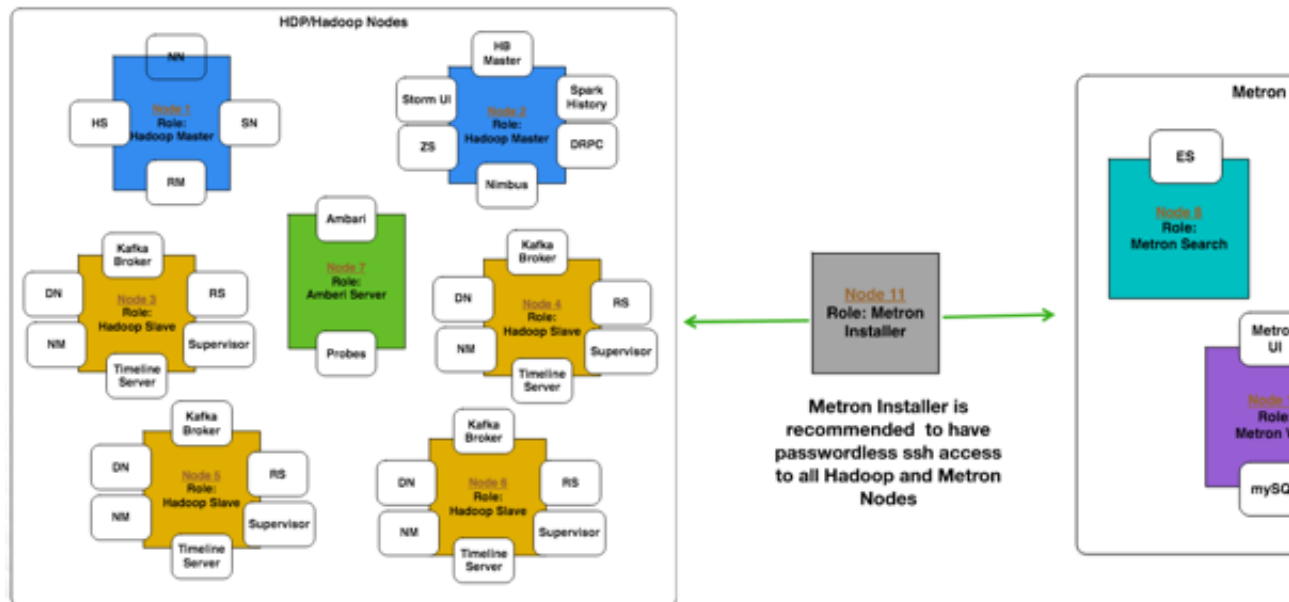 HDP/Hadoop Nodes
NN
Node 1
Role:
Hadoop Master
HS
SN
RM
HB
Master
Storm UI
Spark
History
Node 2
Role:
Hadoop Master
ZS
DRPC
Nimbus
Kafka
Broker
DN
RS
Node 3
Role:
Hadoop Slave
NM
Supervisor
Timeline
Server
Ambari
Node 7
Role:
Amberi Server
Probes
Kafka
Broker
DN
RS
Node 4
Role:
Hadoop Slave
NM
Supervisor
Timeline
Server
Kafka
Broker
DN
RS
Node 5
Role:
Hadoop Slave
NM
Supervisor
Timeline
Server
Kafka
Broker
DN
RS
Node 6
Role:
Hadoop Slave
NM
Supervisor
Timeline
Server
Node 11
Role: Metron
Installer
Metron Installer is
recommended to have
passwordless ssh access
to all Hadoop and Metron
Nodes
Metron
ES
Node 8
Role:
Metron Search
Metro
UI
Node
Role:
Metron
mySQ